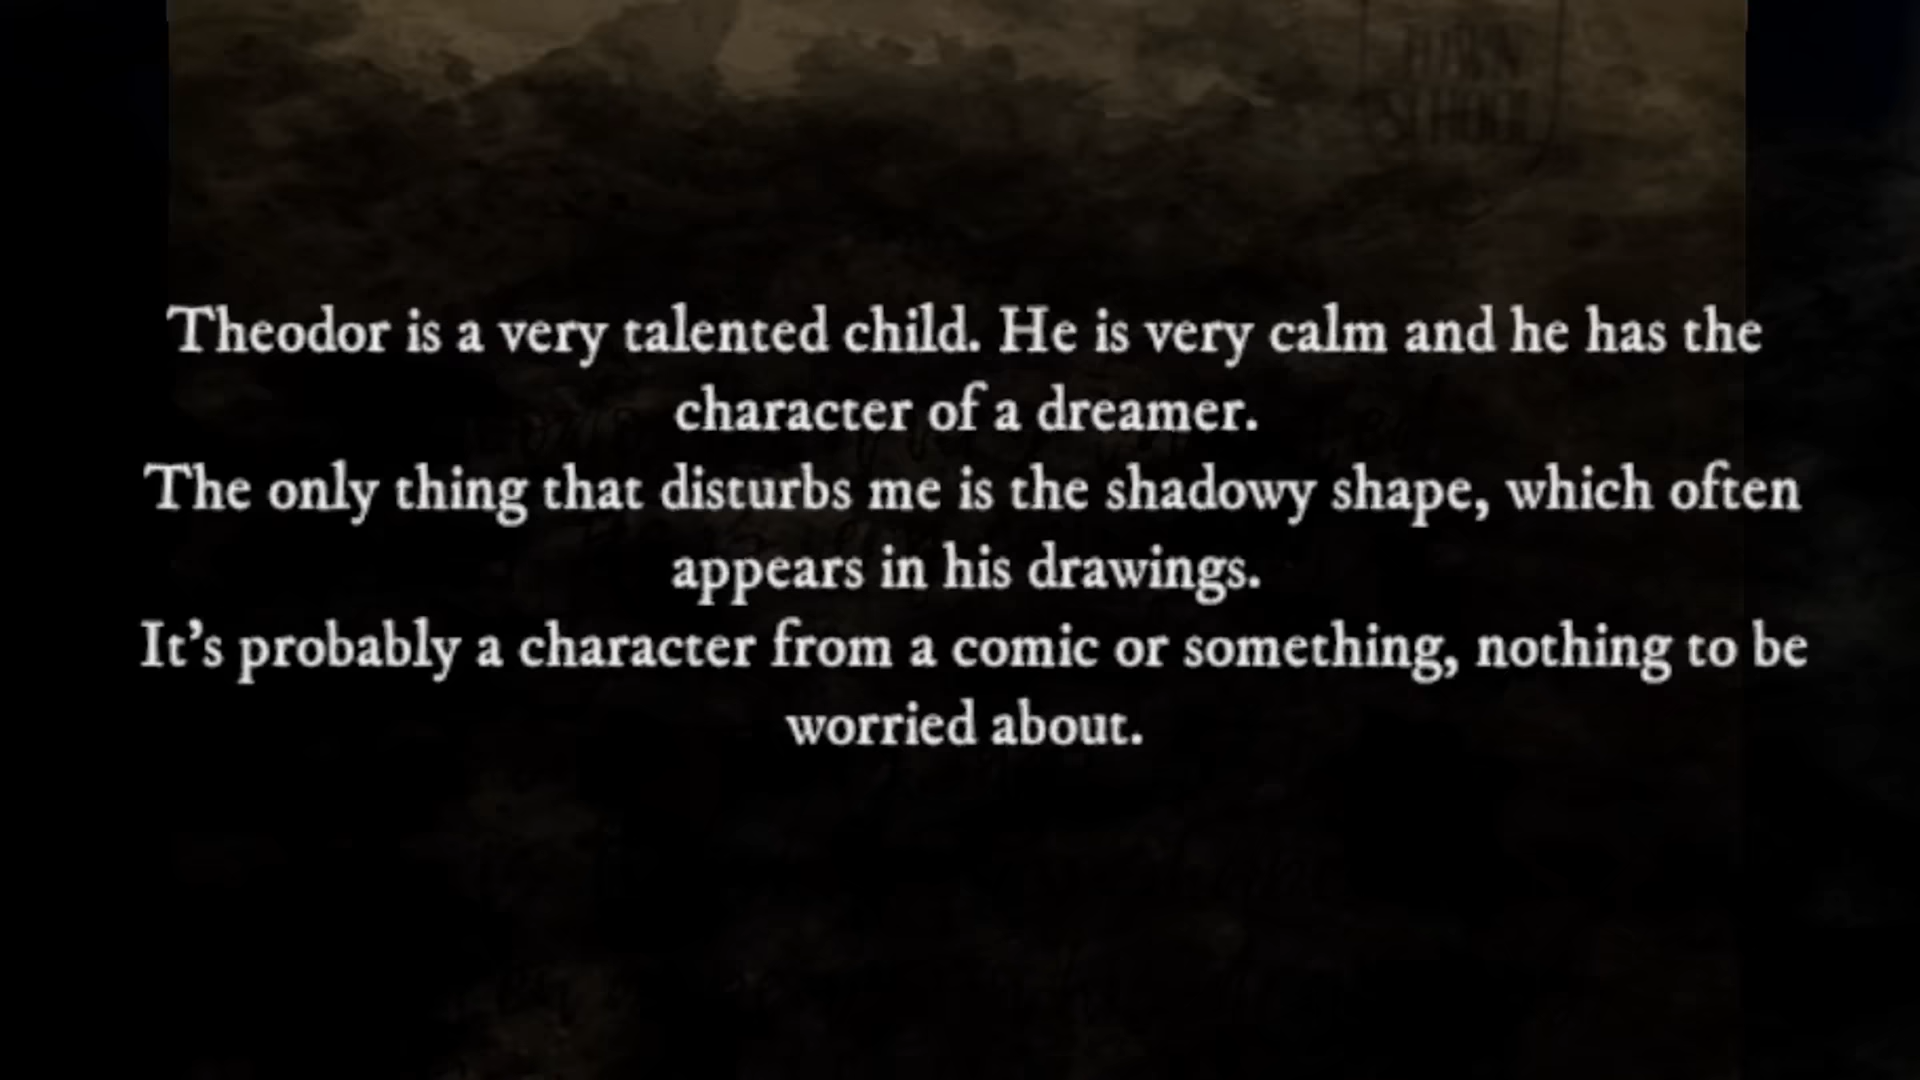 Theodor is a very talented child. He is very calm and he has the
character of a dreamer.
The only thing that disturbs me is the shadowy shape, which often
appears in his drawings.
It's probably a character from a comic or something, nothing to be
worried about.